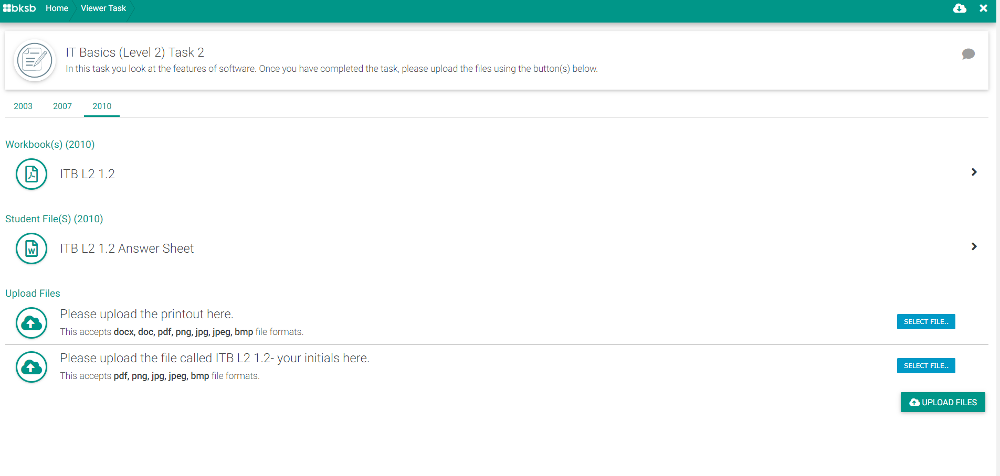 bksb Home Viewer Task
IT Basics (Level 2) Task 2
In this task you look at the features of software. Once you have completed the task, please upload the files using the button(s) below.
2003 2007 2010
Workbook(s) (2010)
ITB L2 1.2
Student File(S) (2010)
W
ITB L2 1.2 Answer Sheet
Upload Files
Please upload the printout here.
This accepts docx, doc, pdf, png, jpg, jpeg, bmp file formats.
SELECT FILE..
Please upload the file called ITB L2 1.2- your initials here.
This accepts pdf, png, jpg, jpeg, bmp file formats.
SELECT FILE..
UPLOAD FILES